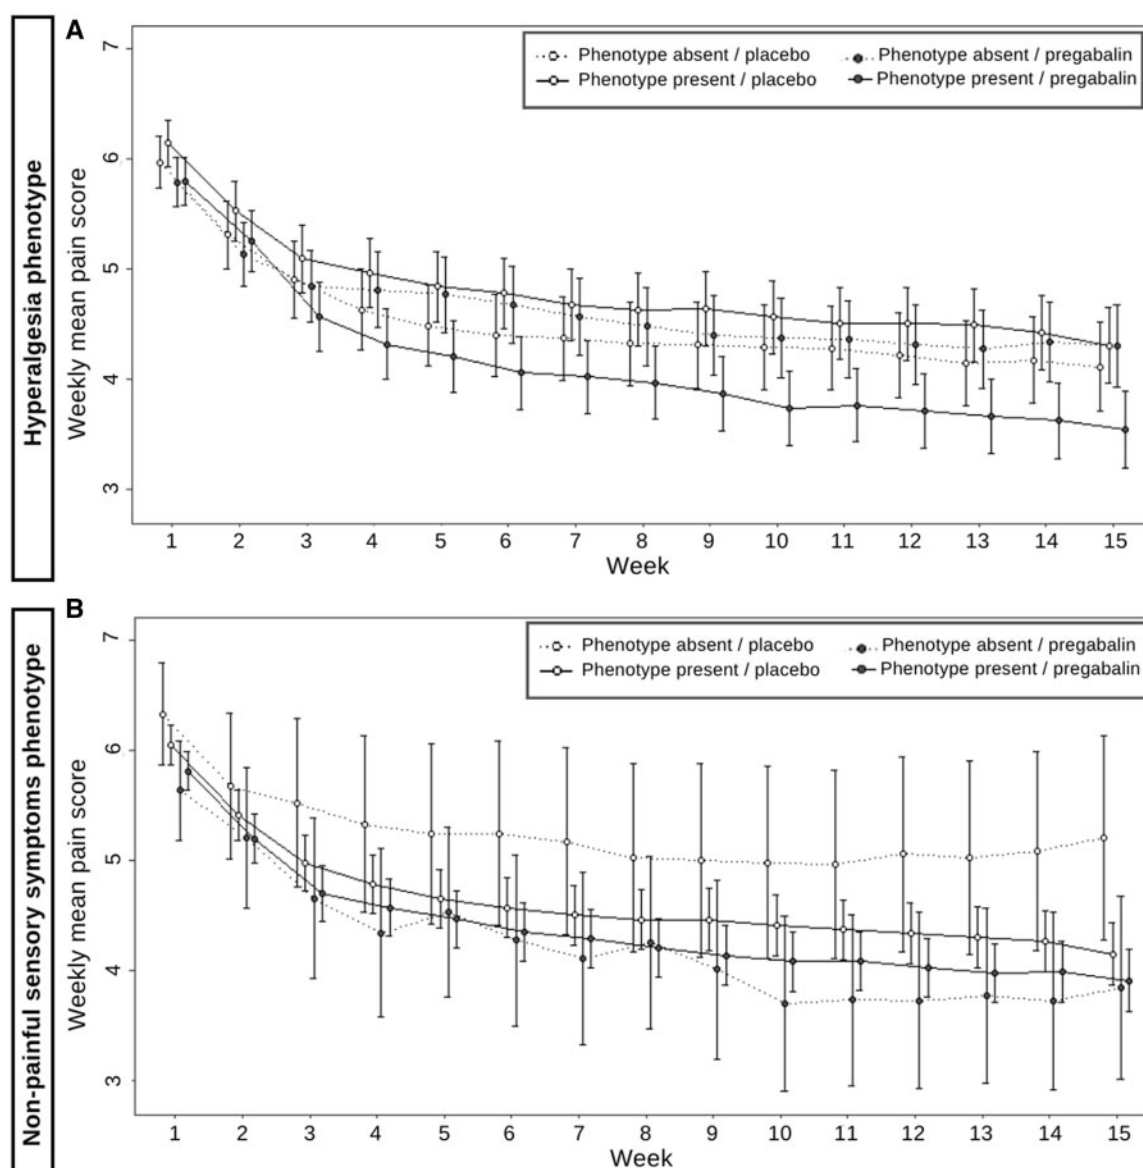 A
Hyperalgesia phenotype
Weekly mean pain score
7
6
5
4
3
Phenotype absent / placebo
Phenotype present / placebo
Phenotype absent / pregabalin
Phenotype present / pregabalin
1 2 3 4 5 6 7 8 9 10 11 12 13 14 15
Week
B
Non-painful sensory symptoms phenotype
Weekly mean pain score
7
6
5
4
3
Phenotype absent / placebo
Phenotype present / placebo
Phenotype absent / pregabalin
Phenotype present / pregabalin
1 2 3 4 5 6 7 8 9 10 11 12 13 14 15
Week